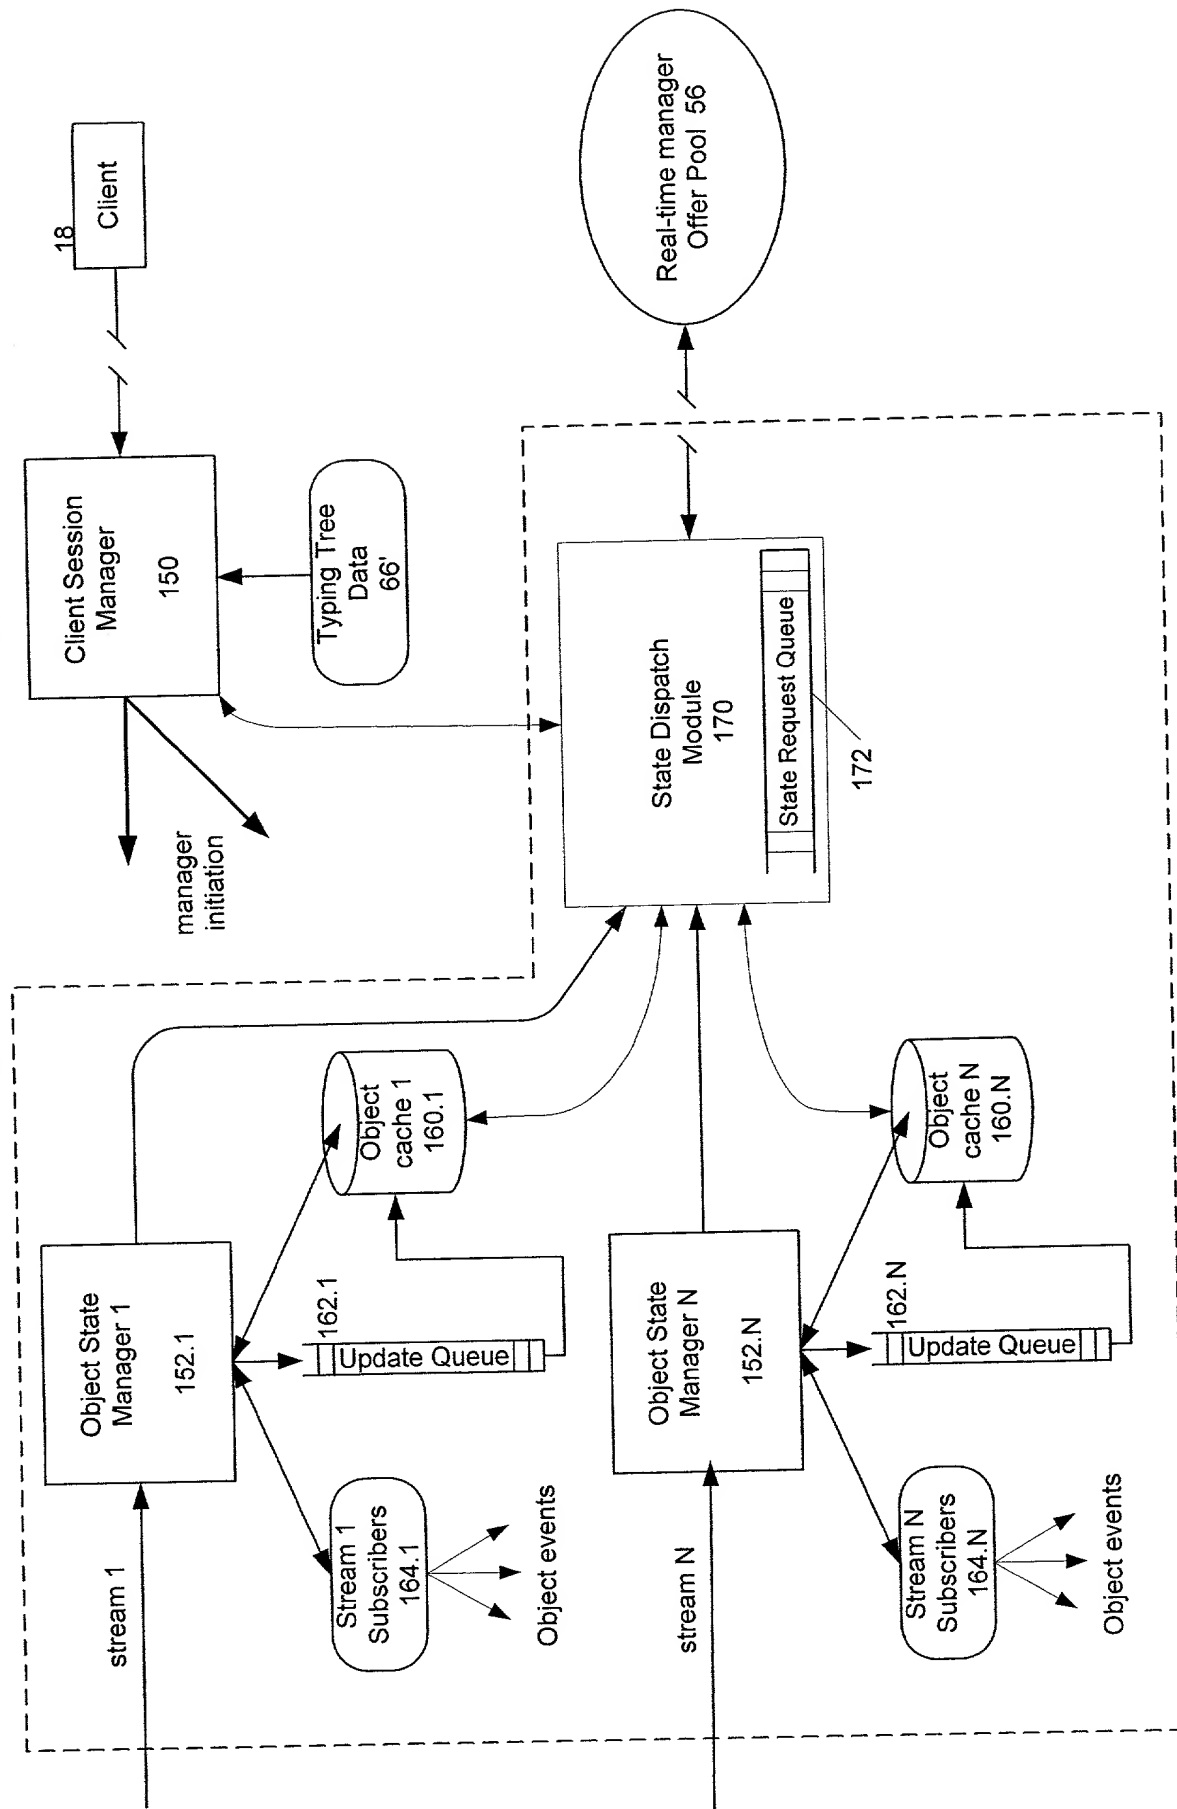 18
Client
Client Session
Manager
150
Typing Tree
Data
66'
manager
initiation
Real-time manager
Offer Pool 56
State Dispatch
Module
170
State Request Queue
172
stream 1
Object State
Manager 1
152.1
Object
cache 1
160.1
162.1
Update Queue
Stream 1
Subscribers
164.1
Object events
stream N
Object State
Manager N
152.N
Object
cache N
160.N
162.N
Update Queue
Stream N
Subscribers
164.N
Object events